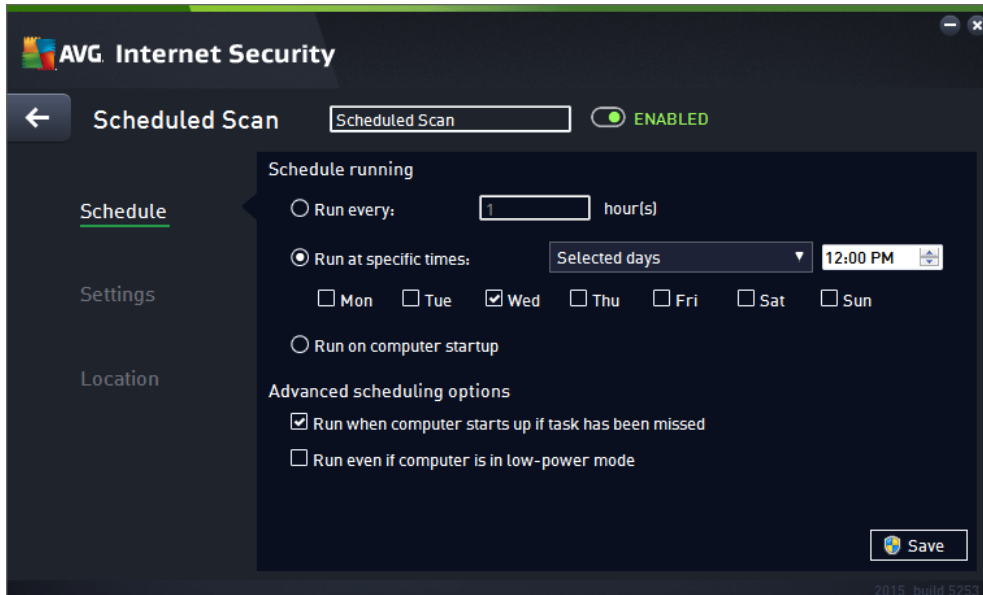 AVG. Internet Security
Scheduled Scan
Scheduled Scan
ENABLED
Schedule
Settings
Location
Schedule running
Run every:
1
hour(s)
Run at specific times:
Selected days
12:00 PM
Mon
Tue
Wed
Thu
Fri
Sat
Sun
Run on computer startup
Advanced scheduling options
Run when computer starts up if task has been missed
Run even if computer is in low-power mode
Save
2015, build 5253